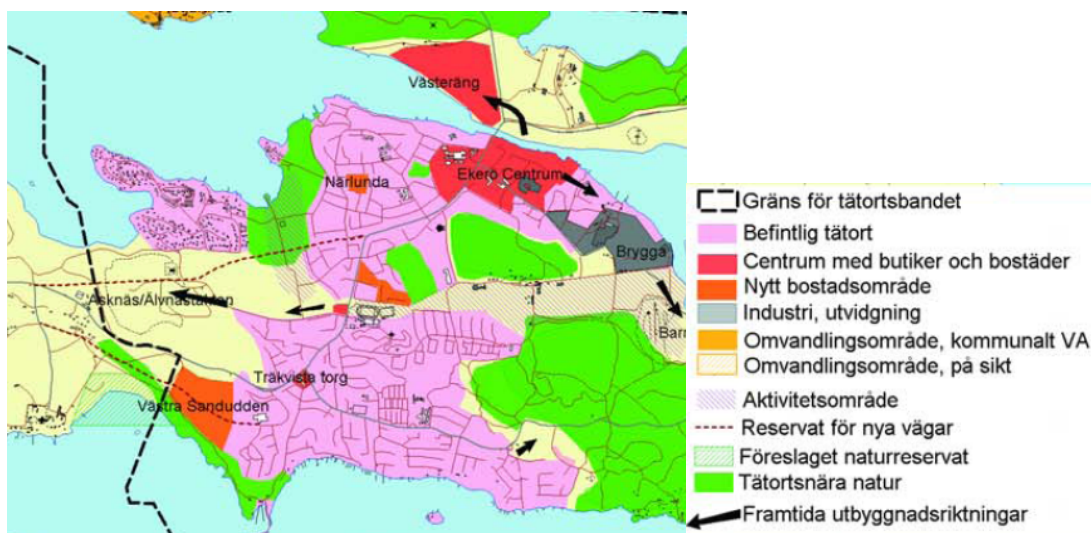 Västeräng
Närlunda
Ekerö Centrum
Brygga
Asknäs/Älvnäslalden
Barr
Träkvista torg
Västra Sandudden
Gräns för tätortsbandet
Befintlig tätort
Centrum med butiker och bostäder
Nytt bostadsområde
Industri, utvidgning
Omvandlingsområde, kommunalt VA
Omvandlingsområde, på sikt
Aktivitetsområde
Reservat för nya vägar
Föreslaget naturreservat
Tätortsnära natur
Framtida utbyggnadsriktningar